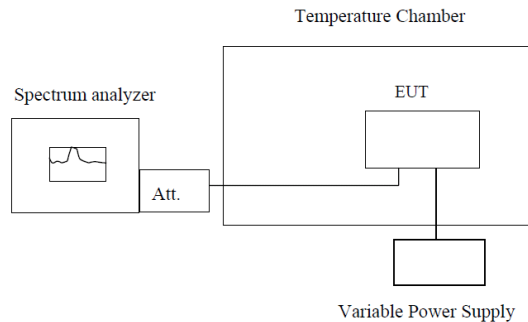 Temperature Chamber
Spectrum analyzer
EUT
Att.
Variable Power Supply